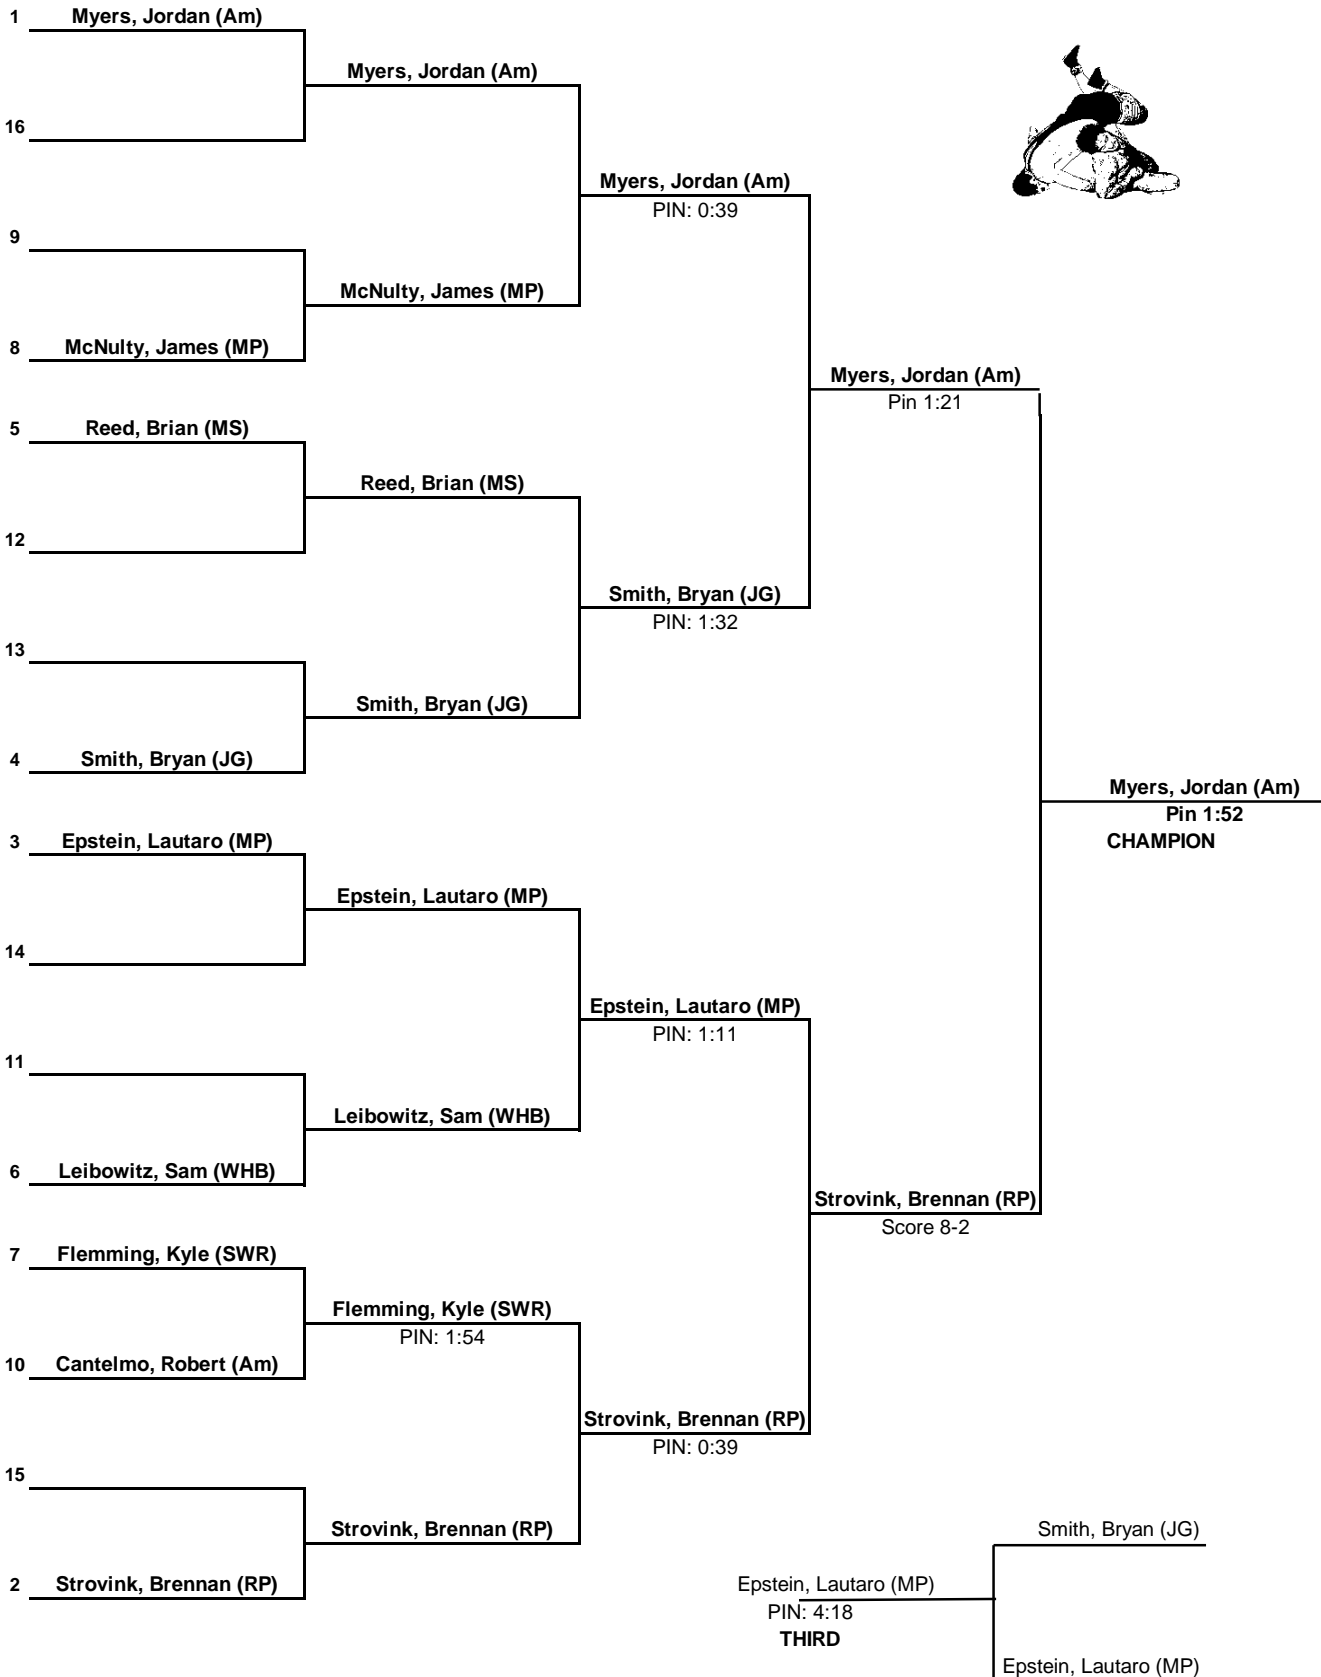 1 Myers, Jordan (Am)
Myers, Jordan (Am)
16
Myers, Jordan (Am)
PIN: 0:39
9
McNulty, James (MP)
8 McNulty, James (MP)
Myers, Jordan (Am)
Pin 1:21
5 Reed, Brian (MS)
Reed, Brian (MS)
12
Smith, Bryan (JG)
PIN: 1:32
13
Smith, Bryan (JG)
4 Smith, Bryan (JG)
Myers, Jordan (Am)
Pin 1:52
CHAMPION
3 Epstein, Lautaro (MP)
Epstein, Lautaro (MP)
14
Epstein, Lautaro (MP)
PIN: 1:11
11
Leibowitz, Sam (WHB)
6 Leibowitz, Sam (WHB)
Strovink, Brennan (RP)
Score 8-2
7 Flemming, Kyle (SWR)
Flemming, Kyle (SWR)
PIN: 1:54
10 Cantelmo, Robert (Am)
Strovink, Brennan (RP)
PIN: 0:39
15
Strovink, Brennan (RP)
2 Strovink, Brennan (RP)
Smith, Bryan (JG)
Epstein, Lautaro (MP)
PIN: 4:18
THIRD
Epstein, Lautaro (MP)